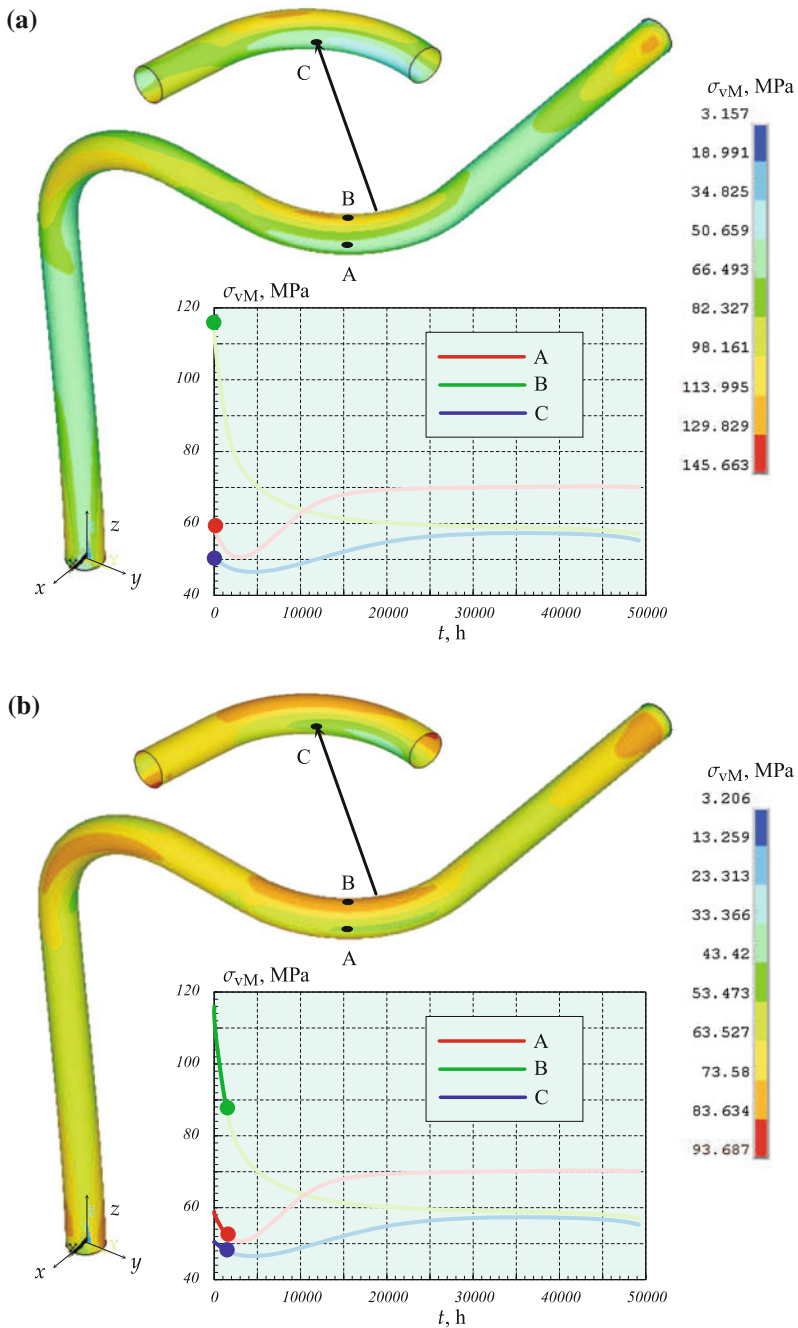 (a)
C
B
A
z
x
y
σvM, MPa
3.157
18.991
34.825
50.659
66.493
82.327
98.161
113.995
129.829
145.663
σvM, MPa
120
100
80
60
40
A
B
C
0
10000
20000
30000
40000
50000
t, h
(b)
C
B
A
z
x
y
σvM, MPa
3.206
13.259
23.313
33.366
43.42
53.473
63.527
73.58
83.634
93.687
σvM, MPa
120
100
80
60
40
A
B
C
0
10000
20000
30000
40000
50000
t, h